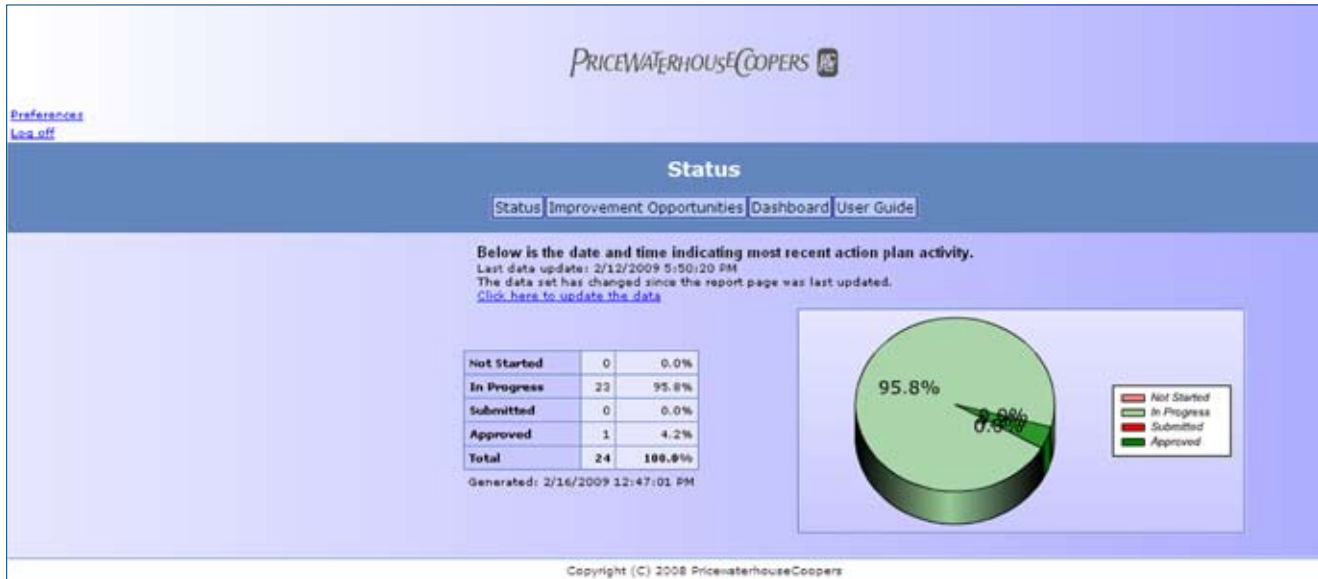 PRICEWATERHOUSECOOPERS
Preferences
Log off
Status
Status Improvement Opportunities Dashboard User Guide
Below is the date and time indicating most recent action plan activity.
Last data update: 2/12/2009 5:50:20 PM
The data set has changed since the report page was last updated.
Click here to update the data
Not Started 0 0.0%
In Progress 23 95.8%
Submitted 0 0.0%
Approved 1 4.2%
Total 24 100.0%
Generated: 2/16/2009 12:47:01 PM
95.8%
Not Started
In Progress
Submitted
Approved
Copyright (C) 2008 PricewaterhouseCoopers